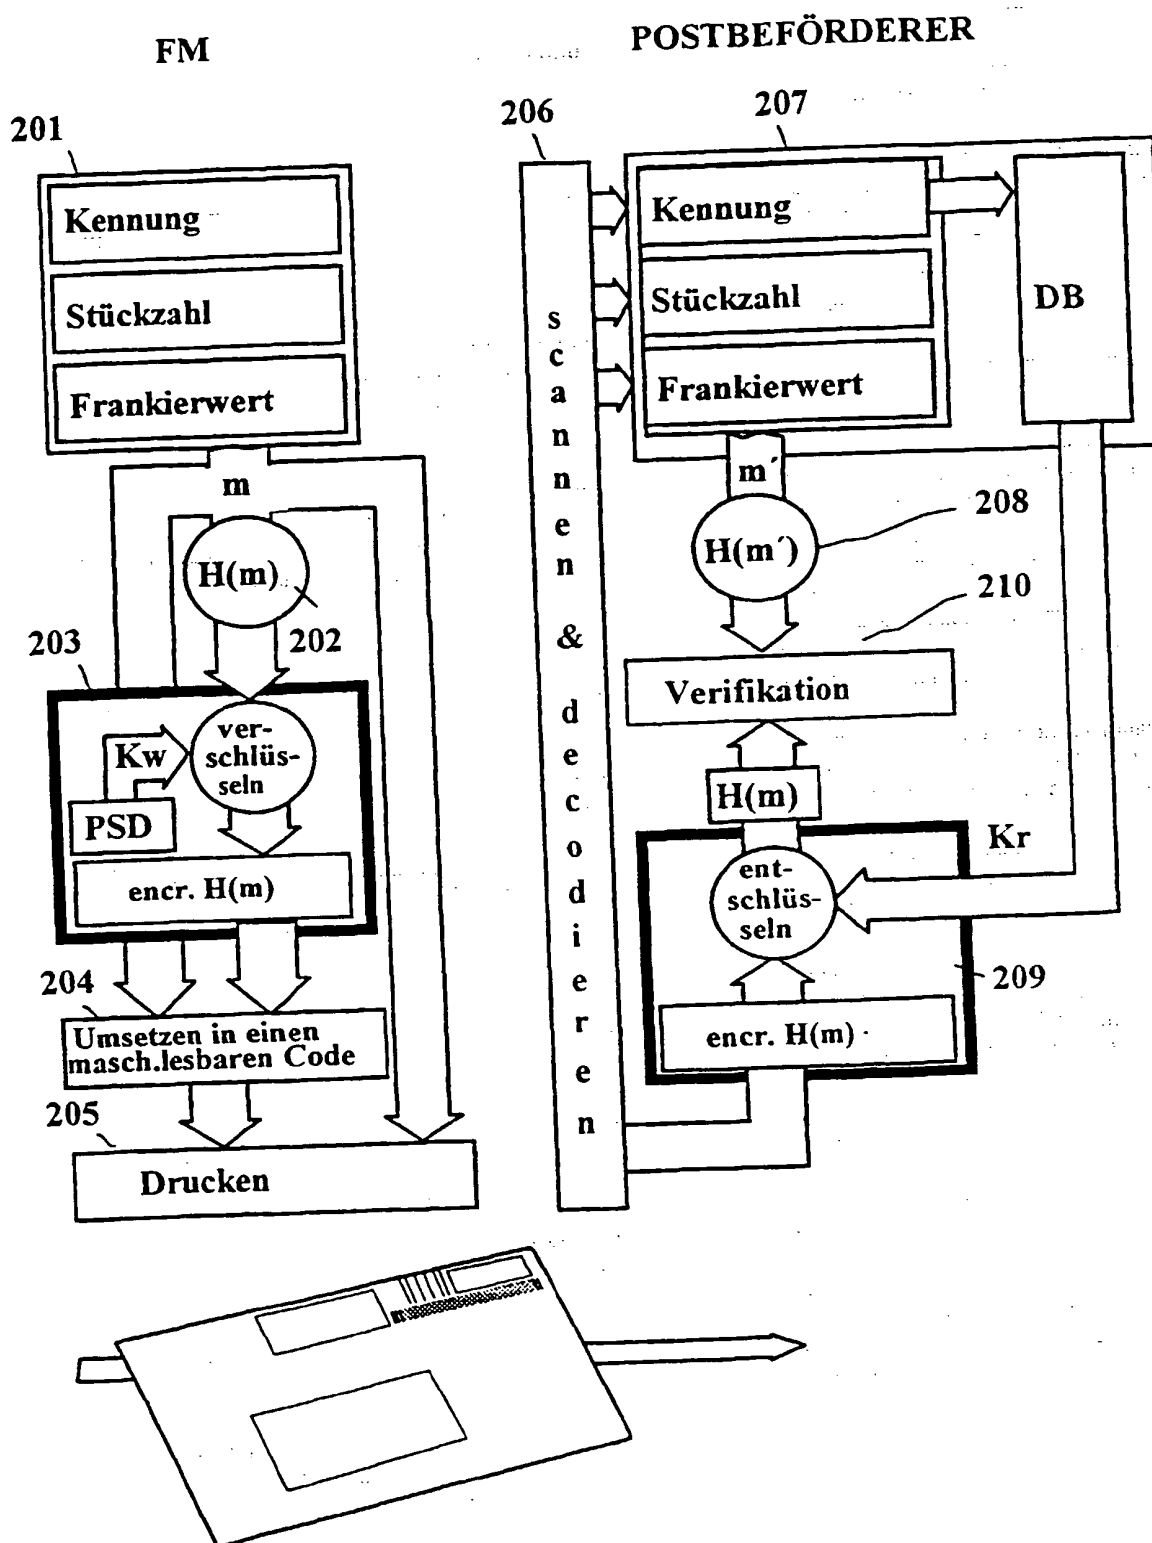 FM
201
Kennung
Stückzahl
Frankierwert
m
H(m)
202
203
ver-
schlüs-
seln
Kw
PSD
encr. H(m)
204
Umsetzen in einen
masch.lesbaren Code
205
Drucken
POSTBEFÖRDERER
206
scannen & decodieren
207
Kennung
Stückzahl
Frankierwert
DB
m´
H(m´)
208
210
Verifikation
H(m)
Kr
ent-
schlüs-
seln
209
encr. H(m)